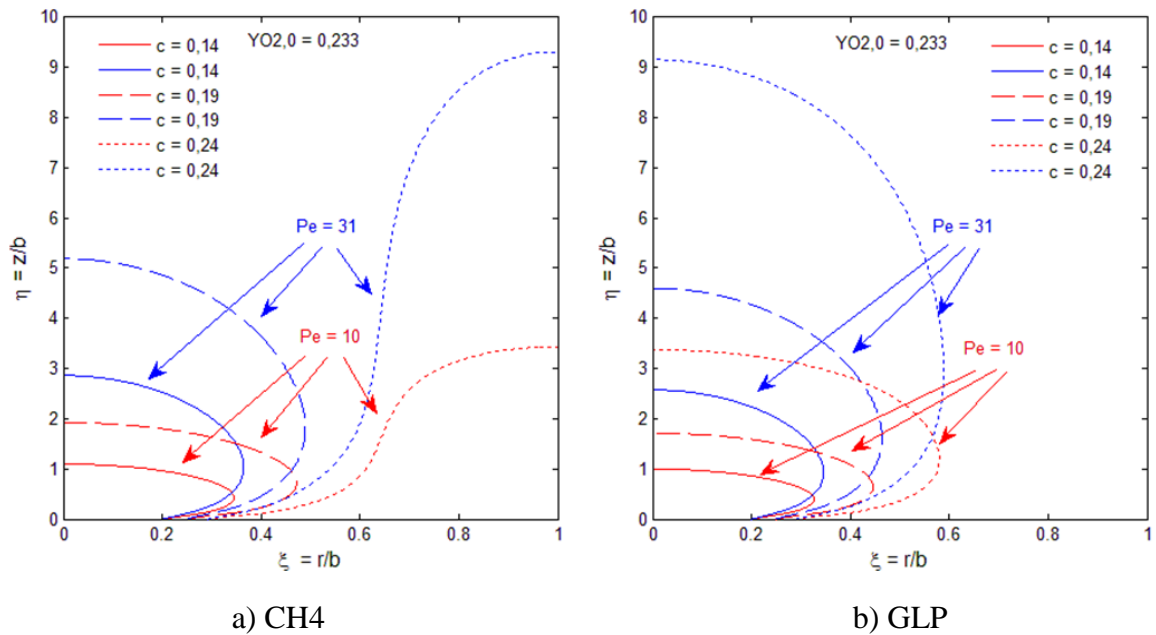 10
9
8
7
6
5
4
3
2
1
0
η = z/b
c = 0,14
c = 0,14
c = 0,19
c = 0,19
c = 0,24
c = 0,24
YO2,0 = 0,233
Pe = 31
Pe = 10
0 0.2 0.4 0.6 0.8 1
ξ = r/b
a) CH4
10
9
8
7
6
5
4
3
2
1
0
η = z/b
YO2,0 = 0,233
c = 0,14
c = 0,14
c = 0,19
c = 0,19
c = 0,24
c = 0,24
Pe = 31
Pe = 10
0 0.2 0.4 0.6 0.8 1
ξ = r/b
b) GLP